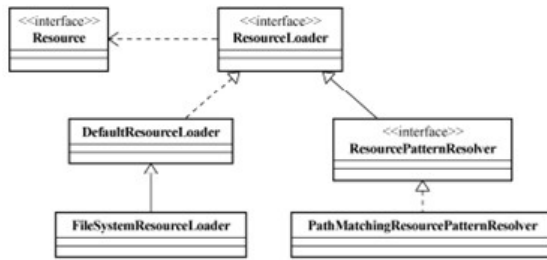 <<interface>>
Resource
<<interface>>
ResourceLoader
DefaultResourceLoader
<<interface>>
ResourcePatternResolver
FileSystemResourceLoader
PathMatchingResourcePatternResolver